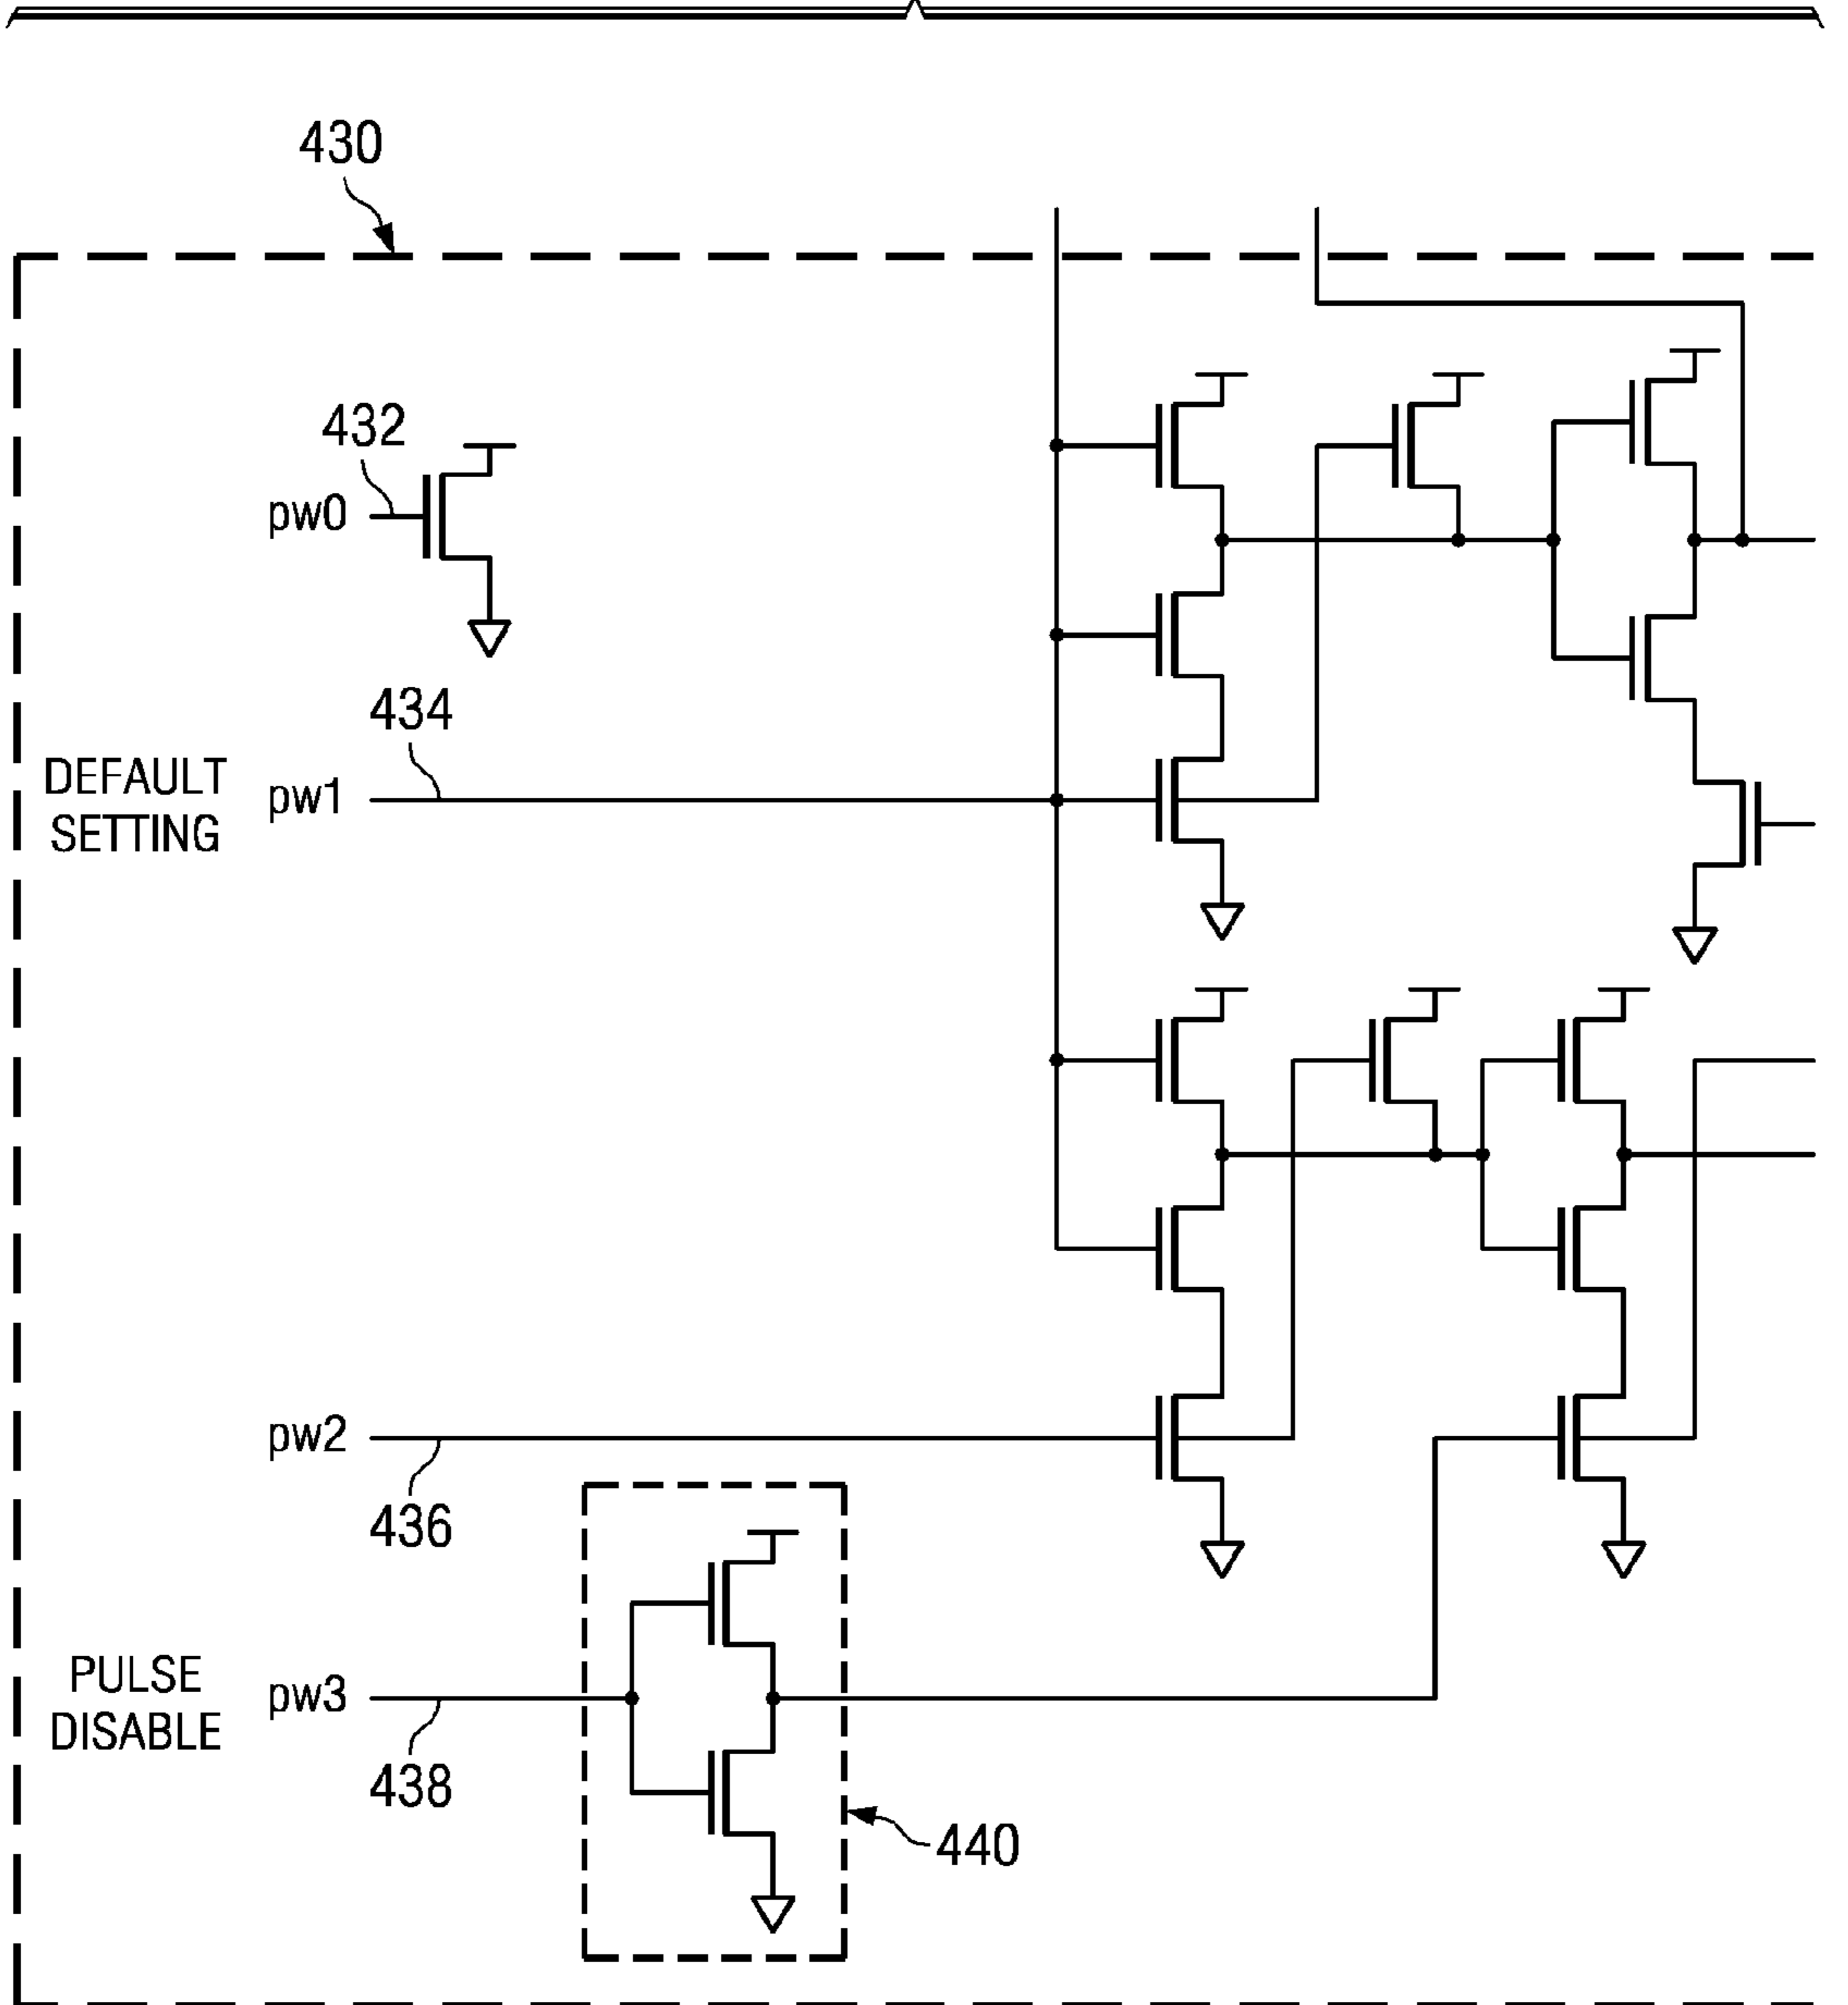 430
432
pw0
434
DEFAULT
SETTING
pw1
pw2
436
PULSE
DISABLE
pw3
438
440